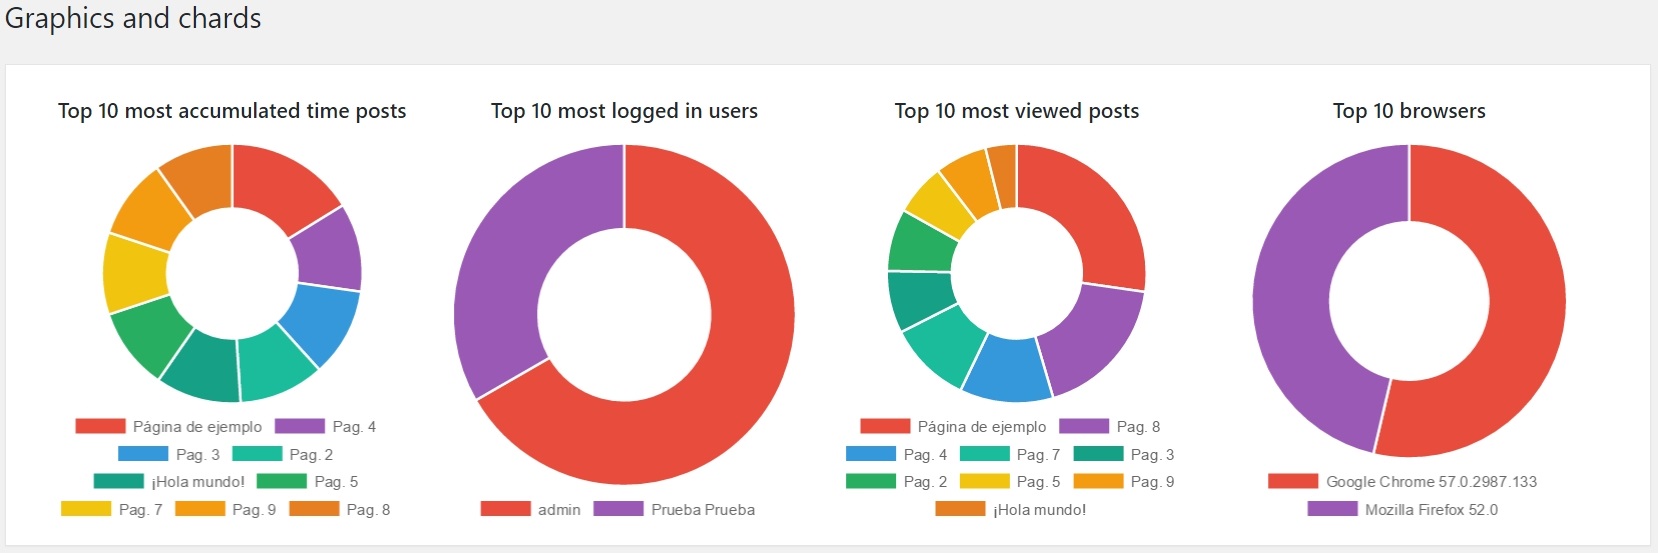 Graphics and chards
Top 10 most accumulated time posts
Página de ejemplo Pag. 4
Pag. 3 Pag. 2
¡Hola mundo! Pag. 5
Pag. 7 Pag. 9 Pag. 8
Top 10 most logged in users
admin Prueba Prueba
Top 10 most viewed posts
Página de ejemplo Pag. 8
Pag. 4 Pag. 7 Pag. 3
Pag. 2 Pag. 5 Pag. 9
¡Hola mundo!
Top 10 browsers
Google Chrome 57.0.2987.133
Mozilla Firefox 52.0